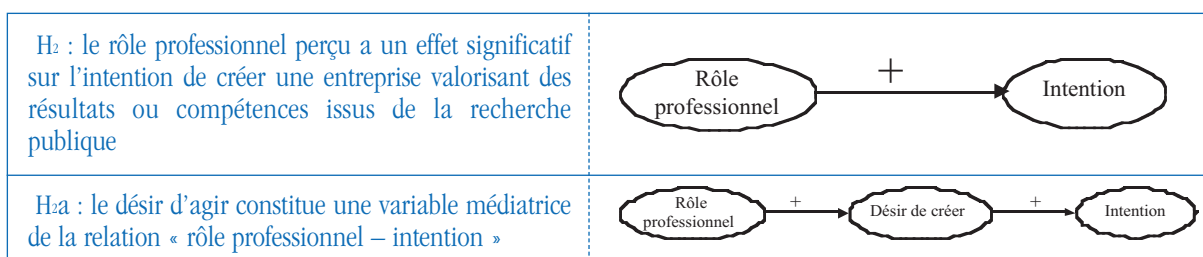 H2 : le rôle professionnel perçu a un effet significatif
sur l'intention de créer une entreprise valorisant des
résultats ou compétences issus de la recherche
publique
Rôle
professionnel
+
Intention
H2a : le désir d'agir constitue une variable médiatrice
de la relation « rôle professionnel – intention »
Rôle
professionnel
+
Désir de créer
+
Intention